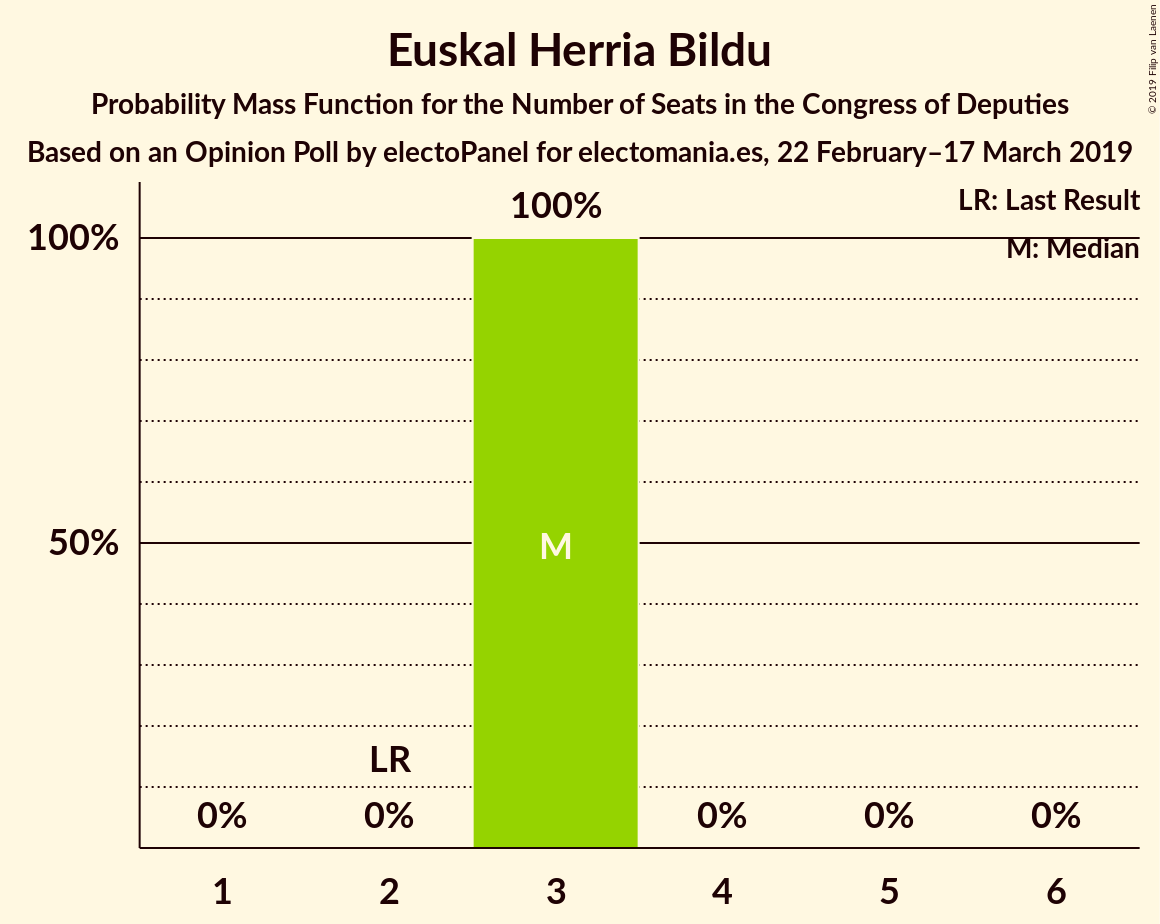 Euskal Herria Bildu
Probability Mass Function for the Number of Seats in the Congress of Deputies
Based on an Opinion Poll by electoPanel for electomania.es, 22 February–17 March 2019
© 2019 Filip van Laenen
LR: Last Result
M: Median
100%
100%
50%
M
LR
0% 0% 0% 0% 0%
1 2 3 4 5 6